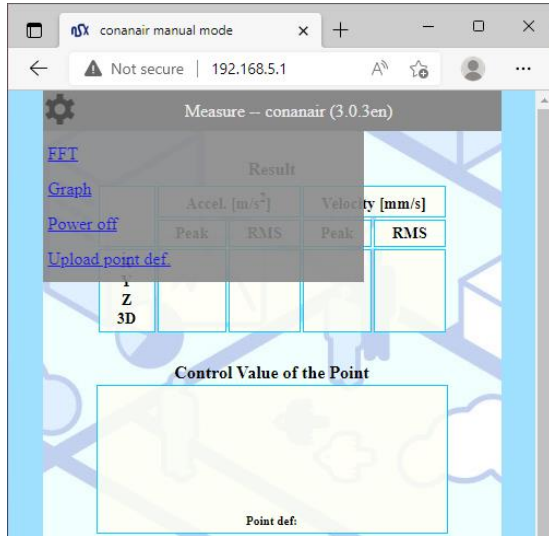 nsx conanair manual mode
Not secure 192.168.5.1
Measure -- conanair (3.0.3en)
FFT
Graph
Power off
Upload point def.
Result
Accel. [m/s²] Velocity [mm/s]
Peak RMS Peak RMS
Y
Z
3D
Control Value of the Point
Point def: